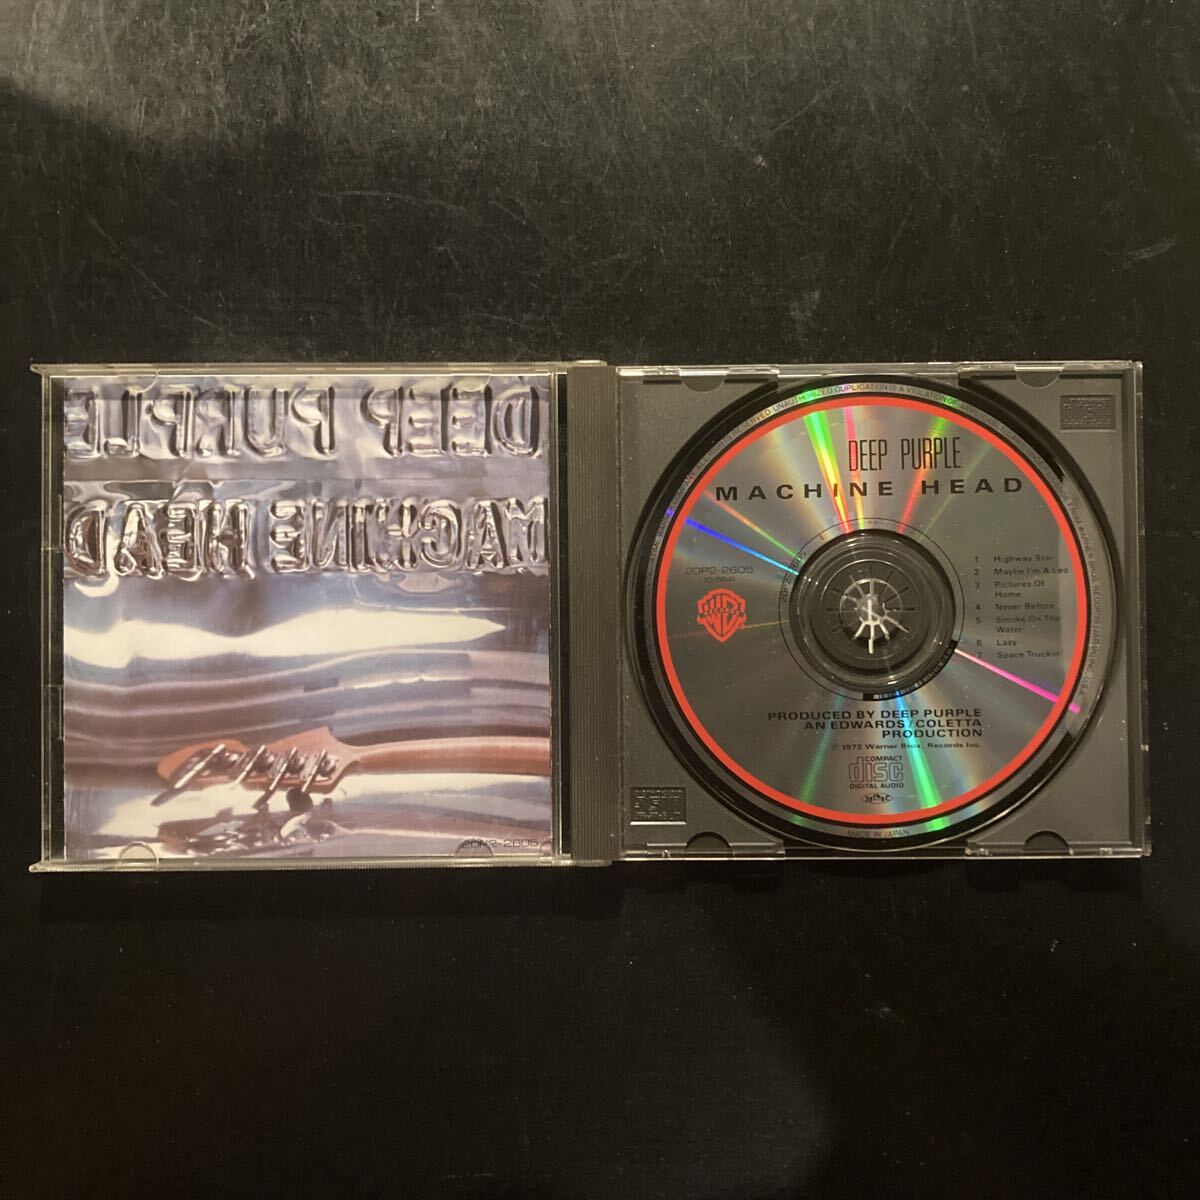 DEEP PURPLE
MACHINE HEAD
20P2-2605
DEEP PURPLE
MACHINE HEAD
20P2-2605
(D-5641)
1 Highway Star
2 Maybe I'm A Leo
3 Pictures Of
Home
4 Never Before
5 Smoke On The
Water
6 Lazy
7 Space Truckin'
PRODUCED BY DEEP PURPLE
AN EDWARDS/COLETTA
PRODUCTION
℗ 1972 Warner Bros. Records Inc.
COMPACT
disc
DIGITAL AUDIO
MADE IN JAPAN